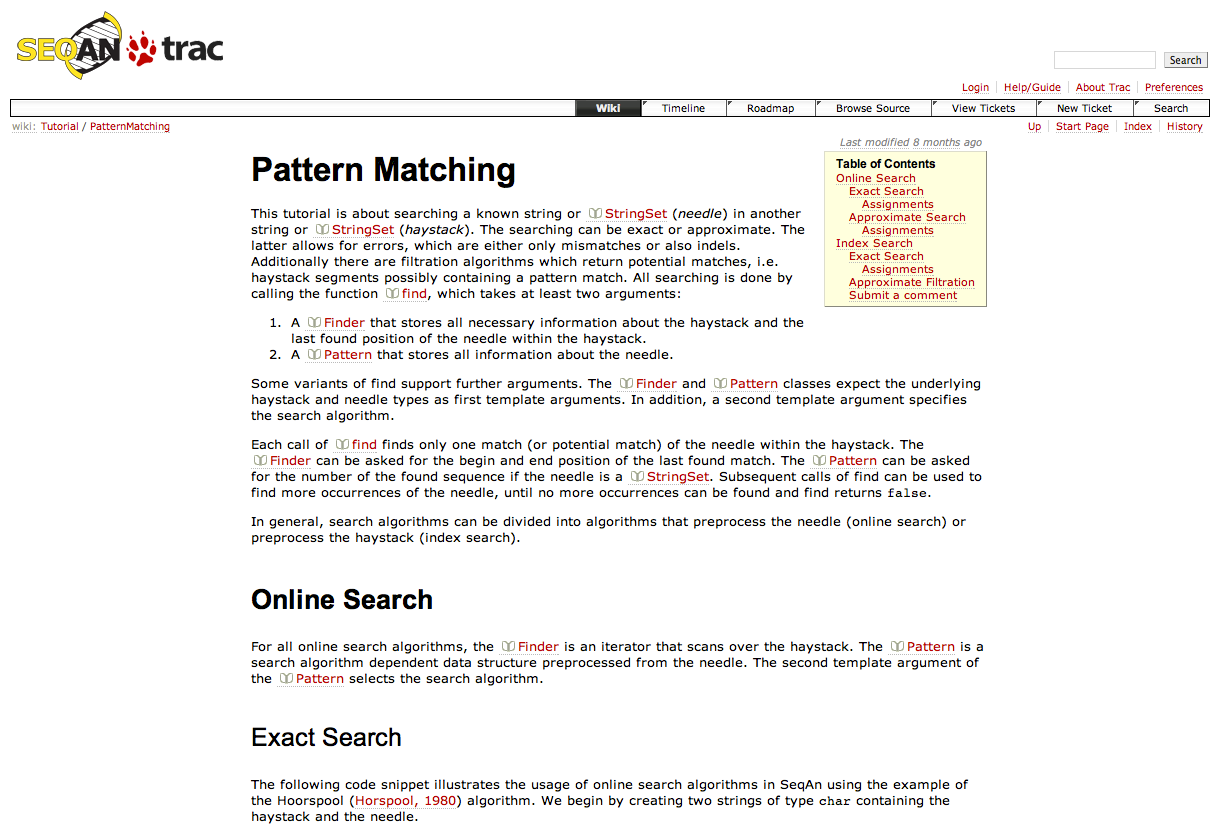 SEQAN trac
Search
Login Help/Guide About Trac Preferences
Wiki Timeline Roadmap Browse Source View Tickets New Ticket Search
wiki: Tutorial / PatternMatching
Up Start Page Index History
Last modified 8 months ago
Pattern Matching
Table of Contents
Online Search
Exact Search
Assignments
Approximate Search
Assignments
Index Search
Exact Search
Assignments
Approximate Filtration
Submit a comment
This tutorial is about searching a known string or StringSet (needle) in another
string or StringSet (haystack). The searching can be exact or approximate. The
latter allows for errors, which are either only mismatches or also indels.
Additionally there are filtration algorithms which return potential matches, i.e.
haystack segments possibly containing a pattern match. All searching is done by
calling the function find, which takes at least two arguments:
1. A Finder that stores all necessary information about the haystack and the
last found position of the needle within the haystack.
2. A Pattern that stores all information about the needle.
Some variants of find support further arguments. The Finder and Pattern classes expect the underlying
haystack and needle types as first template arguments. In addition, a second template argument specifies
the search algorithm.
Each call of find finds only one match (or potential match) of the needle within the haystack. The
Finder can be asked for the begin and end position of the last found match. The Pattern can be asked
for the number of the found sequence if the needle is a StringSet. Subsequent calls of find can be used to
find more occurrences of the needle, until no more occurrences can be found and find returns false.
In general, search algorithms can be divided into algorithms that preprocess the needle (online search) or
preprocess the haystack (index search).
Online Search
For all online search algorithms, the Finder is an iterator that scans over the haystack. The Pattern is a
search algorithm dependent data structure preprocessed from the needle. The second template argument of
the Pattern selects the search algorithm.
Exact Search
The following code snippet illustrates the usage of online search algorithms in SeqAn using the example of
the Hoorspool (Horspool, 1980) algorithm. We begin by creating two strings of type char containing the
haystack and the needle.